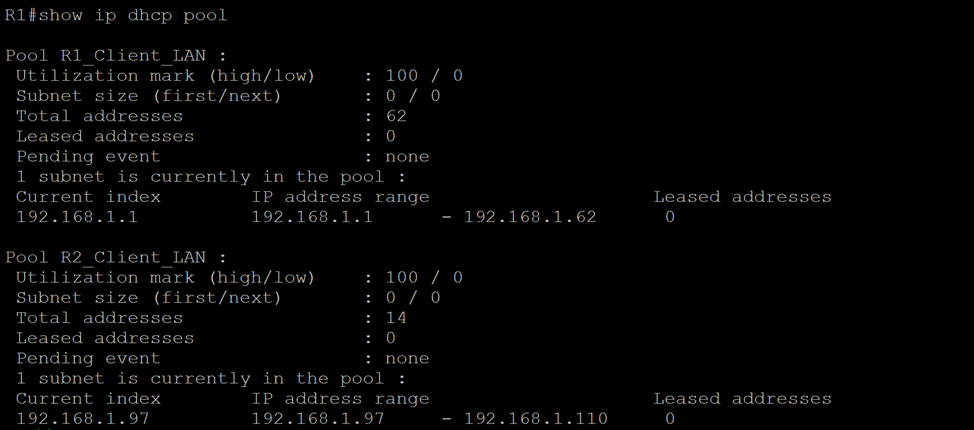 R1#show ip dhcp pool
Pool R1_Client_LAN :
Utilization mark (high/low) : 100 / 0
Subnet size (first/next) : 0 / 0
Total addresses : 62
Leased addresses : 0
Pending event : none
1 subnet is currently in the pool :
Current index IP address range Leased addresses
192.168.1.1 192.168.1.1 - 192.168.1.62 0
Pool R2_Client_LAN :
Utilization mark (high/low) : 100 / 0
Subnet size (first/next) : 0 / 0
Total addresses : 14
Leased addresses : 0
Pending event : none
1 subnet is currently in the pool :
Current index IP address range Leased addresses
192.168.1.97 192.168.1.97 - 192.168.1.110 0